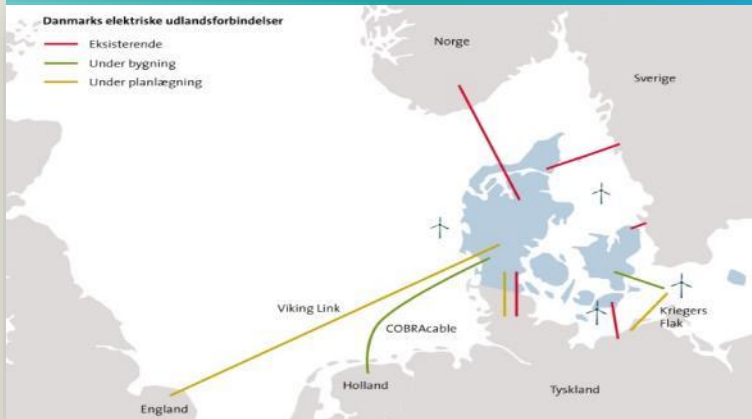 Danmarks elektriske udlandsforbindelser
Eksisterende
Under bygning
Under planlægning
Norge
Sverige
Viking Link
COBRAcable
Kriegers
Flak
Holland
Tyskland
England